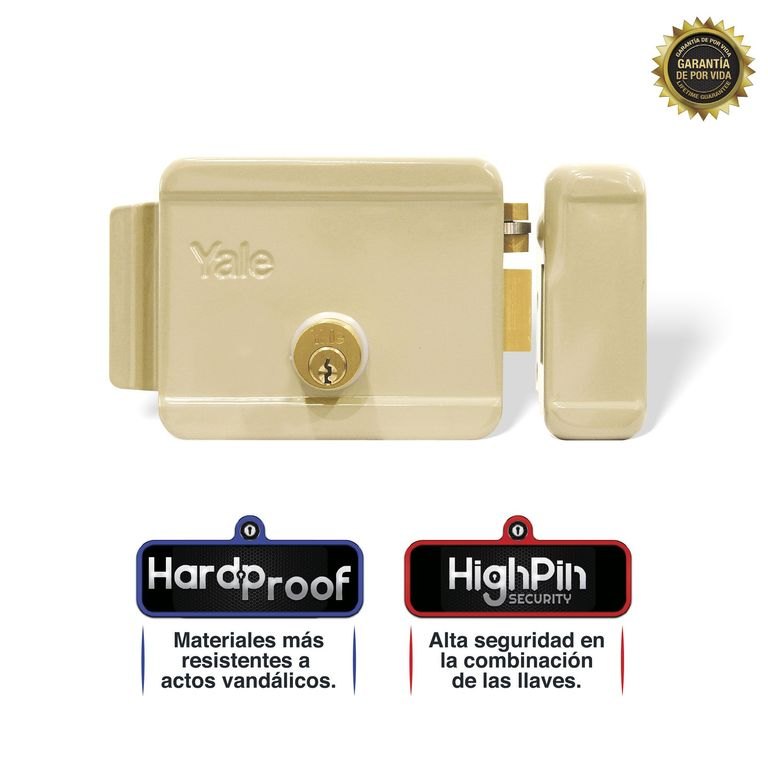 GARANTÍA DE POR VIDA
GARANTÍA
DE POR VIDA
LIFETIME GUARANTEE
Yale
Yale
HardProof
Materiales más
resistentes a
actos vandálicos.
HighPin
SECURITY
Alta seguridad en
la combinación
de las llaves.